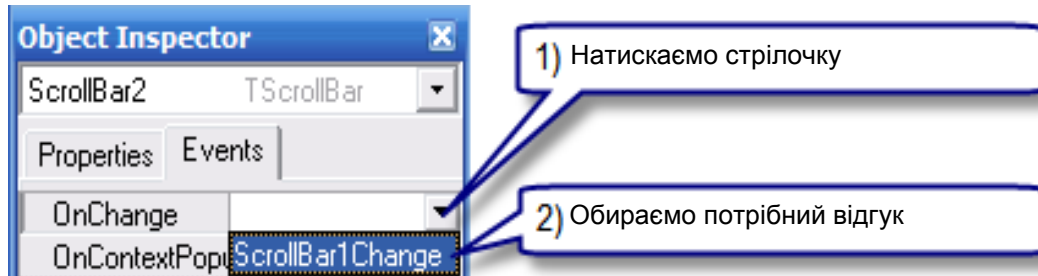 Object Inspector
ScrollBar2 TScrollBar
Properties Events
OnChange
OnContextPopu ScrollBar1Change
1) Натискаємо стрілочку
2) Обираємо потрібний відгук